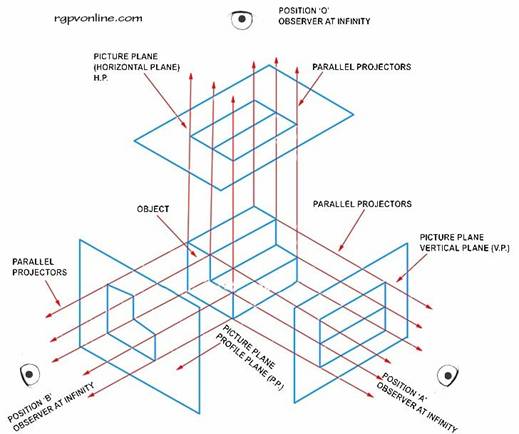 rgpvonline.com
POSITION 'O'
OBSERVER AT INFINITY
PICTURE PLANE
(HORIZONTAL PLANE)
H.P.
PARALLEL PROJECTORS
OBJECT
PARALLEL PROJECTORS
PICTURE PLANE
VERTICAL PLANE (V.P.)
PARALLEL
PROJECTORS
PICTURE PLANE
PROFILE PLANE (P.P.)
POSITION 'B'
OBSERVER AT INFINITY
POSITION 'A'
OBSERVER AT INFINITY